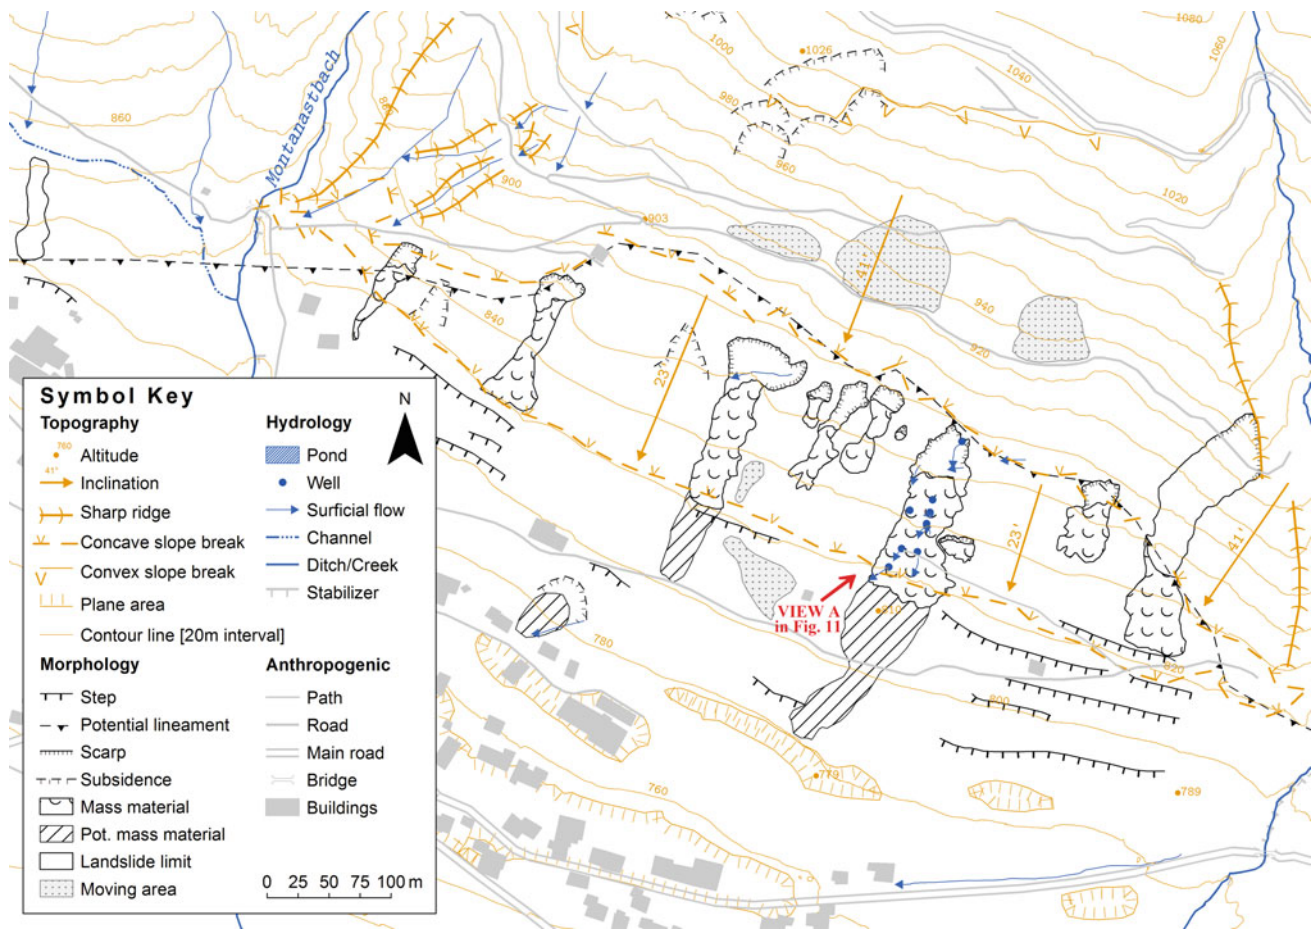 1080
1000
1026
1060
1040
980
Montanastbach
860
860
960
900
1020
903
41'
940
840
920
23'
23'
41'
VIEW A
in Fig. 11
810
820
780
800
779
789
760
Symbol Key
Topography
760
Altitude
41°
Inclination
Sharp ridge
Concave slope break
Convex slope break
Plane area
Contour line [20m interval]
Hydrology
N
Pond
Well
Surficial flow
Channel
Ditch/Creek
Stabilizer
Morphology
Step
Potential lineament
Scarp
Subsidence
Mass material
Pot. mass material
Landslide limit
Moving area
Anthropogenic
Path
Road
Main road
Bridge
Buildings
0 25 50 75 100 m